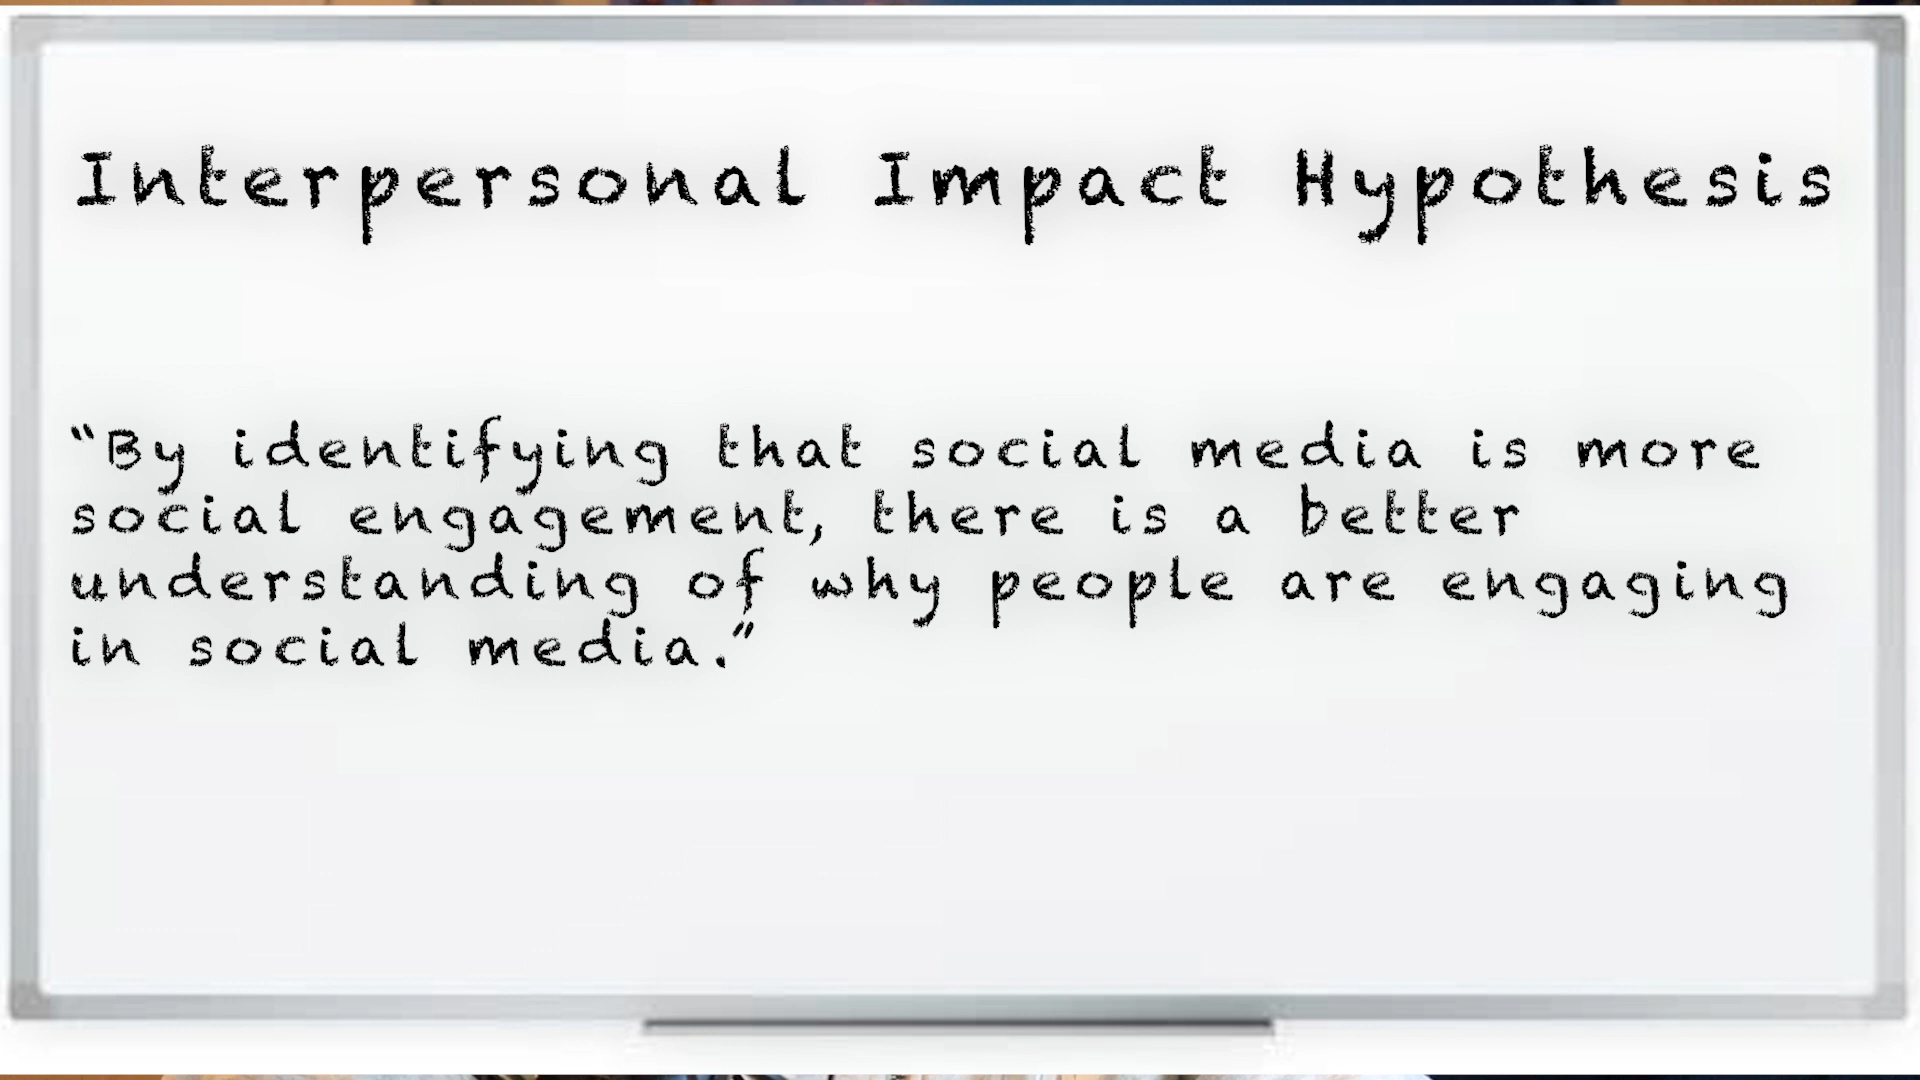 Interpersonal Impact Hypothesis
“By identifying that social media is more
social engagement, there is a better
understanding of why people are engaging
in social media.”